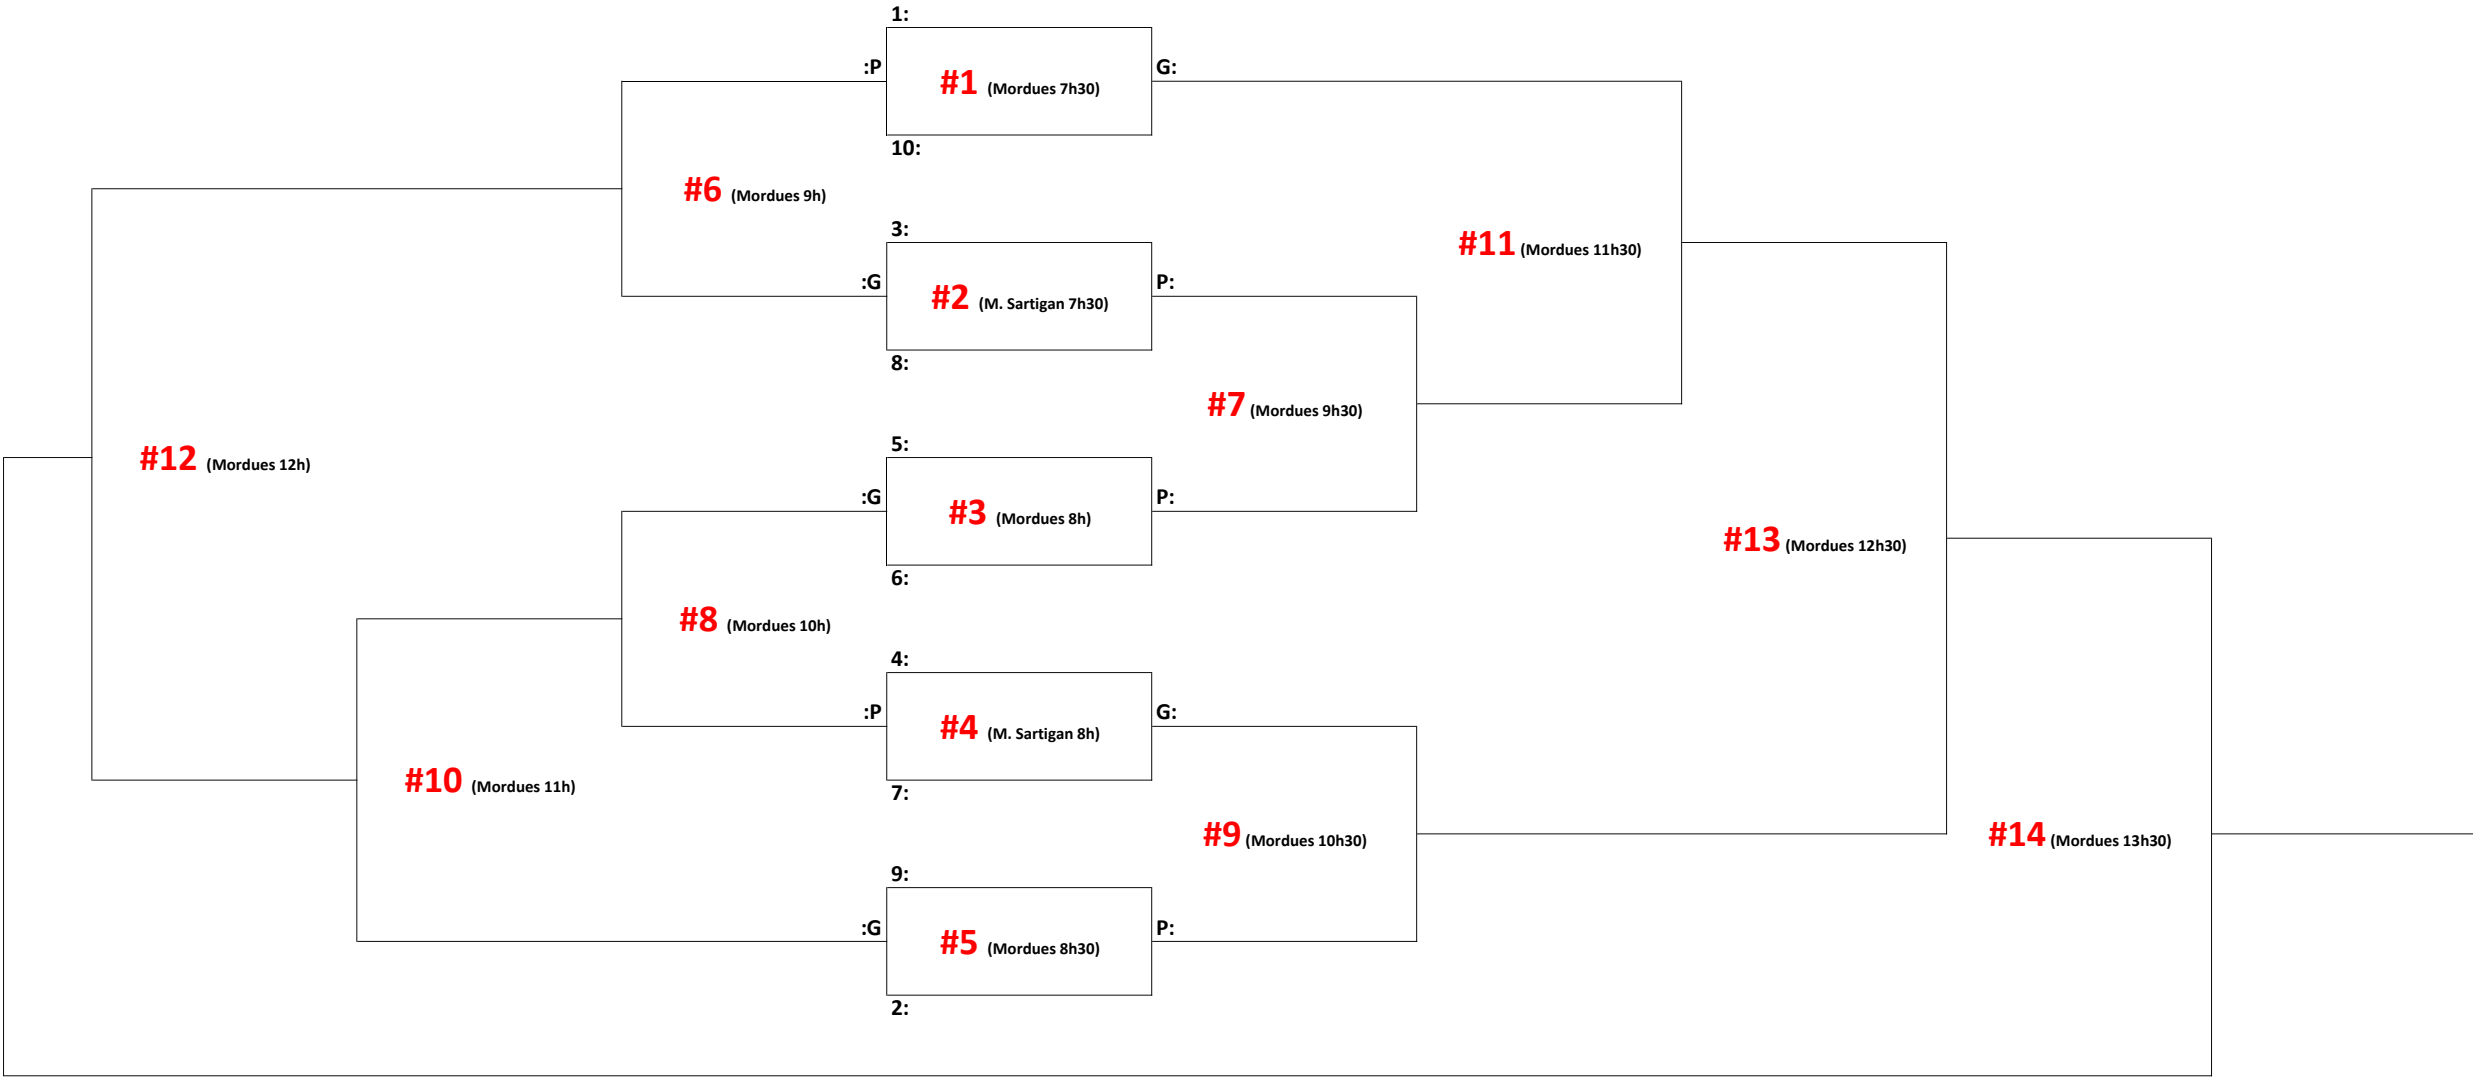 1:
:P
#1 (Mordues 7h30)
G:
10:
#6 (Mordues 9h)
3:
#11 (Mordues 11h30)
:G
#2 (M. Sartigan 7h30)
P:
8:
#7 (Mordues 9h30)
5:
#12 (Mordues 12h)
:G
#3 (Mordues 8h)
P:
#13 (Mordues 12h30)
6:
#8 (Mordues 10h)
4:
:P
#4 (M. Sartigan 8h)
G:
#10 (Mordues 11h)
7:
#9 (Mordues 10h30)
#14 (Mordues 13h30)
9:
:G
#5 (Mordues 8h30)
P:
2: